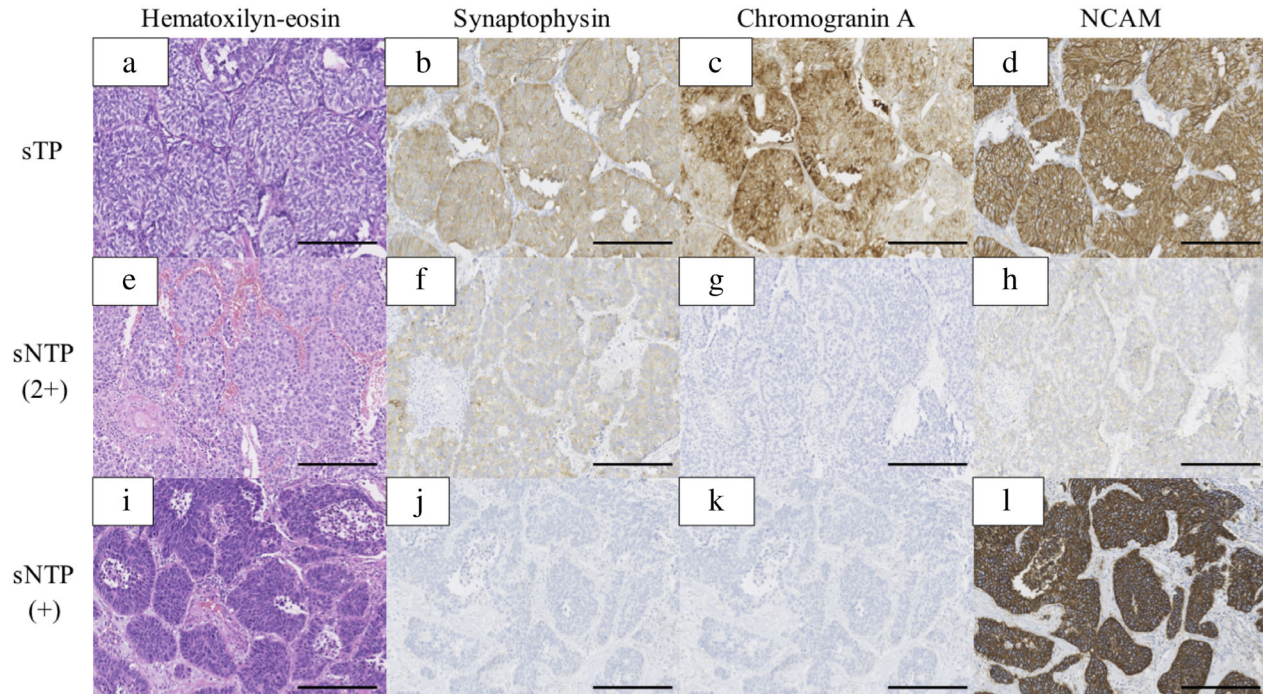 Hematoxilyn-eosin Synaptophysin Chromogranin A NCAM
sTP a b c d
sNTP (2+) e f g h
sNTP (+) i j k l